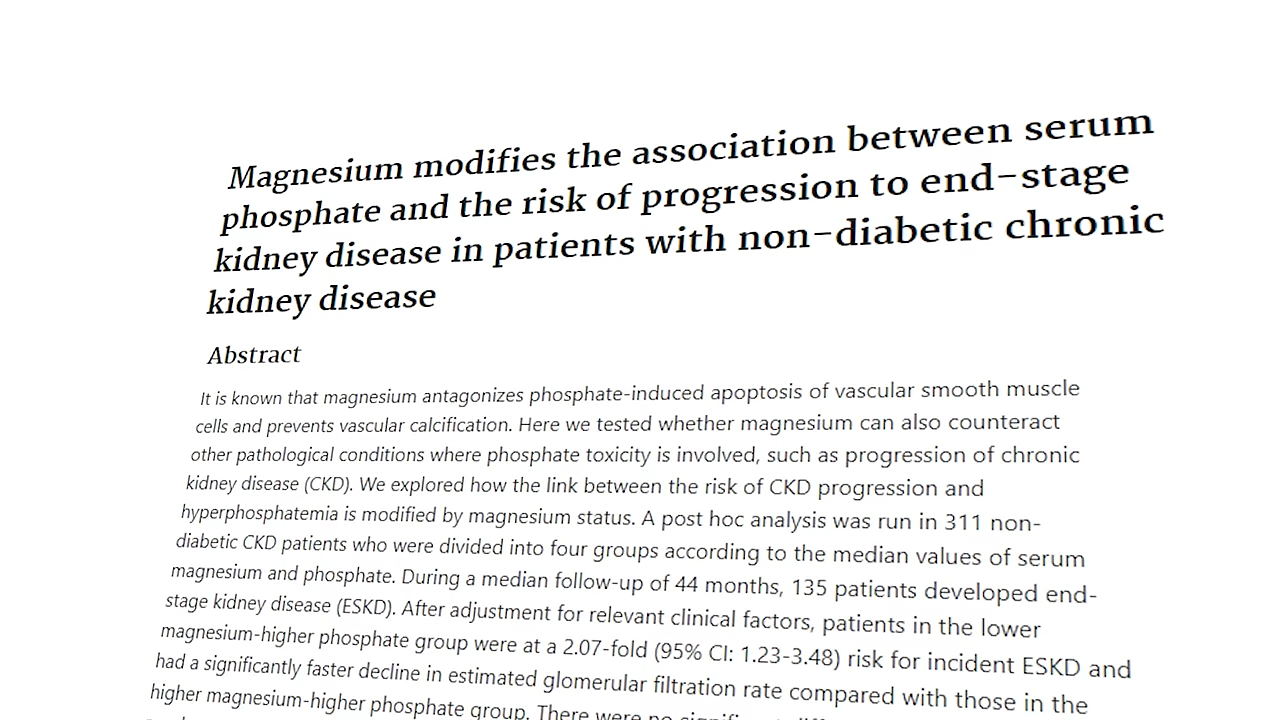 Magnesium modifies the association between serum
phosphate and the risk of progression to end-stage
kidney disease in patients with non-diabetic chronic
kidney disease
Abstract
It is known that magnesium antagonizes phosphate-induced apoptosis of vascular smooth muscle
cells and prevents vascular calcification. Here we tested whether magnesium can also counteract
other pathological conditions where phosphate toxicity is involved, such as progression of chronic
kidney disease (CKD). We explored how the link between the risk of CKD progression and
hyperphosphatemia is modified by magnesium status. A post hoc analysis was run in 311 non-
diabetic CKD patients who were divided into four groups according to the median values of serum
magnesium and phosphate. During a median follow-up of 44 months, 135 patients developed end-
stage kidney disease (ESKD). After adjustment for relevant clinical factors, patients in the lower
magnesium-higher phosphate group were at a 2.07-fold (95% CI: 1.23-3.48) risk for incident ESKD and
had a significantly faster decline in estimated glomerular filtration rate compared with those in the
higher magnesium-higher phosphate group. There were no